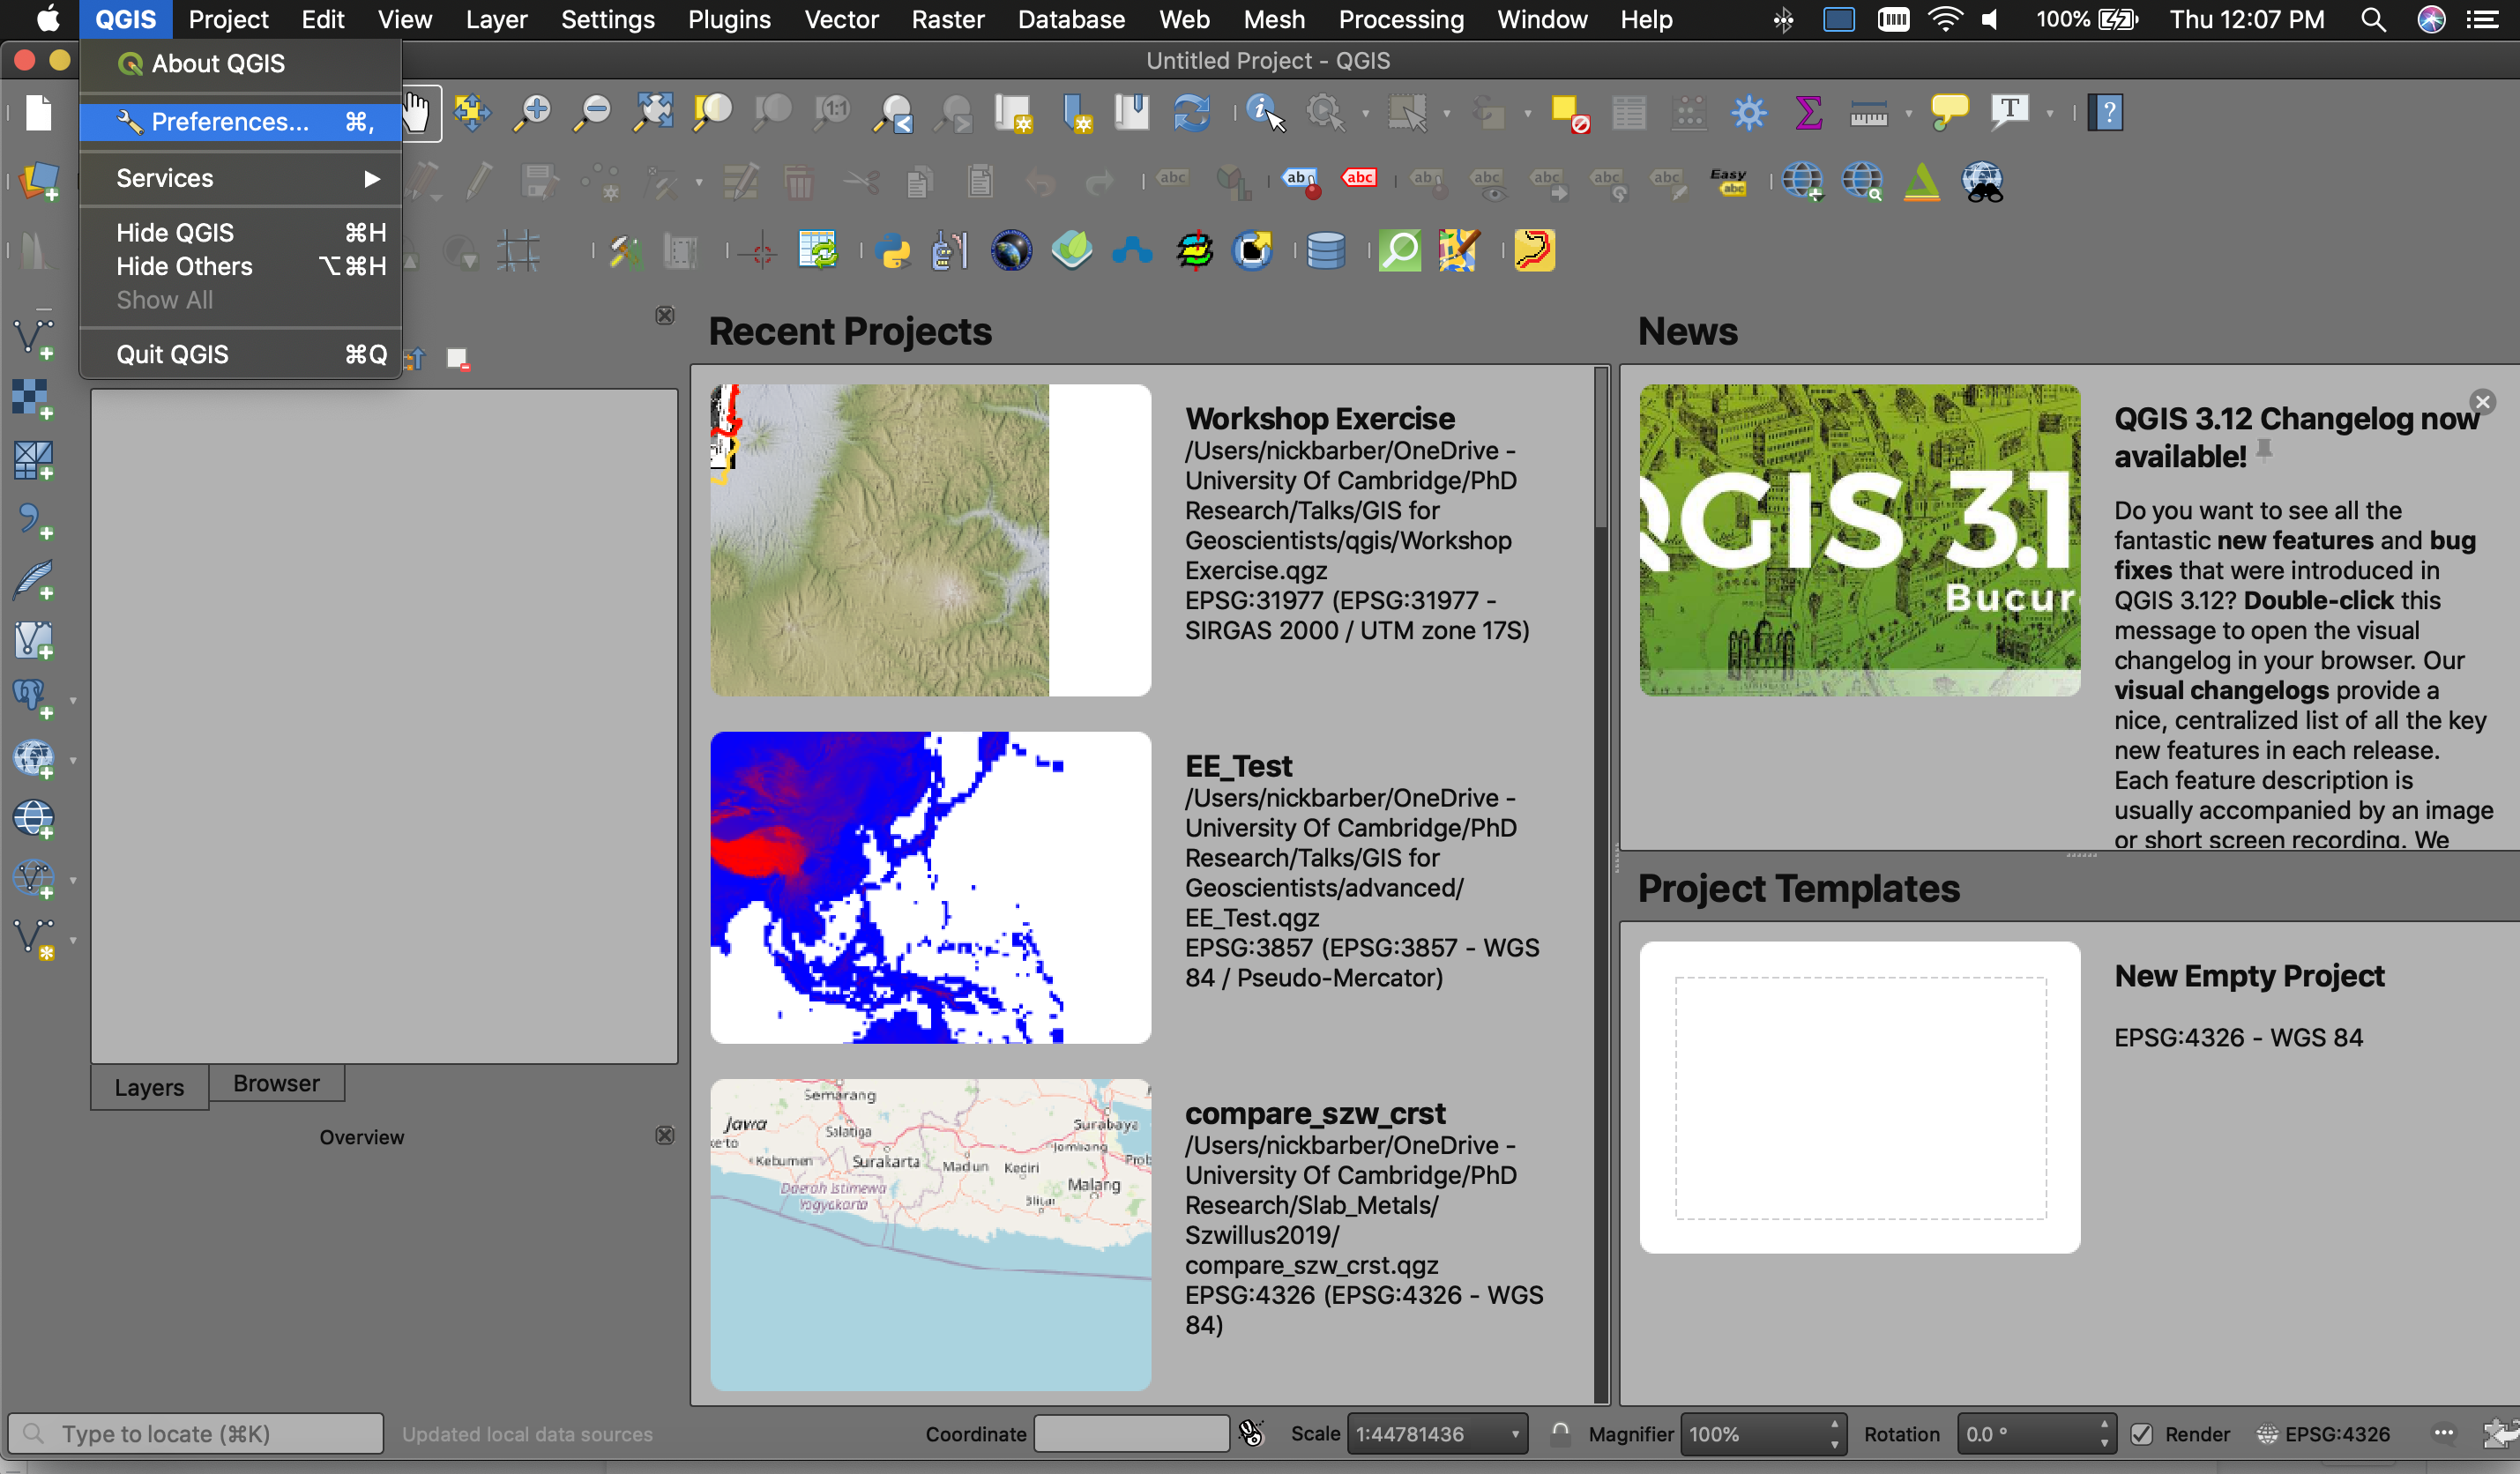 QGIS Project Edit View Layer Settings Plugins Vector Raster Database Web Mesh Processing Window Help 100% Thu 12:07 PM
Untitled Project - QGIS
About QGIS
Preferences... ⌘,
Services
Hide QGIS ⌘H
Hide Others ⌥⌘H
Show All
Quit QGIS ⌘Q
1:1
T
?
abc
abc
abc
abc
abc
abc
abc
abc
Easy
abc
Recent Projects
Workshop Exercise
/Users/nickbarber/OneDrive -
University Of Cambridge/PhD
Research/Talks/GIS for
Geoscientists/qgis/Workshop
Exercise.qgz
EPSG:31977 (EPSG:31977 -
SIRGAS 2000 / UTM zone 17S)
EE_Test
/Users/nickbarber/OneDrive -
University Of Cambridge/PhD
Research/Talks/GIS for
Geoscientists/advanced/
EE_Test.qgz
EPSG:3857 (EPSG:3857 - WGS
84 / Pseudo-Mercator)
Semarang
Jawa
Salatiga
Surabaya
Jombang
Kebumen
Surakarta
Madiun
Kediri
Prob
Daerah Istimewa
Yogyakarta
Malang
Blitar
compare_szw_crst
/Users/nickbarber/OneDrive -
University Of Cambridge/PhD
Research/Slab_Metals/
Szwillus2019/
compare_szw_crst.qgz
EPSG:4326 (EPSG:4326 - WGS
84)
News
QGIS 3.1
Bucur
QGIS 3.12 Changelog now
available!
Do you want to see all the
fantastic new features and bug
fixes that were introduced in
QGIS 3.12? Double-click this
message to open the visual
changelog in your browser. Our
visual changelogs provide a
nice, centralized list of all the key
new features in each release.
Each feature description is
usually accompanied by an image
or short screen recording. We
Project Templates
New Empty Project
EPSG:4326 - WGS 84
Layers Browser
Overview
Type to locate (⌘K) Updated local data sources Coordinate Scale 1:44781436 Magnifier 100% Rotation 0.0 ° Render EPSG:4326